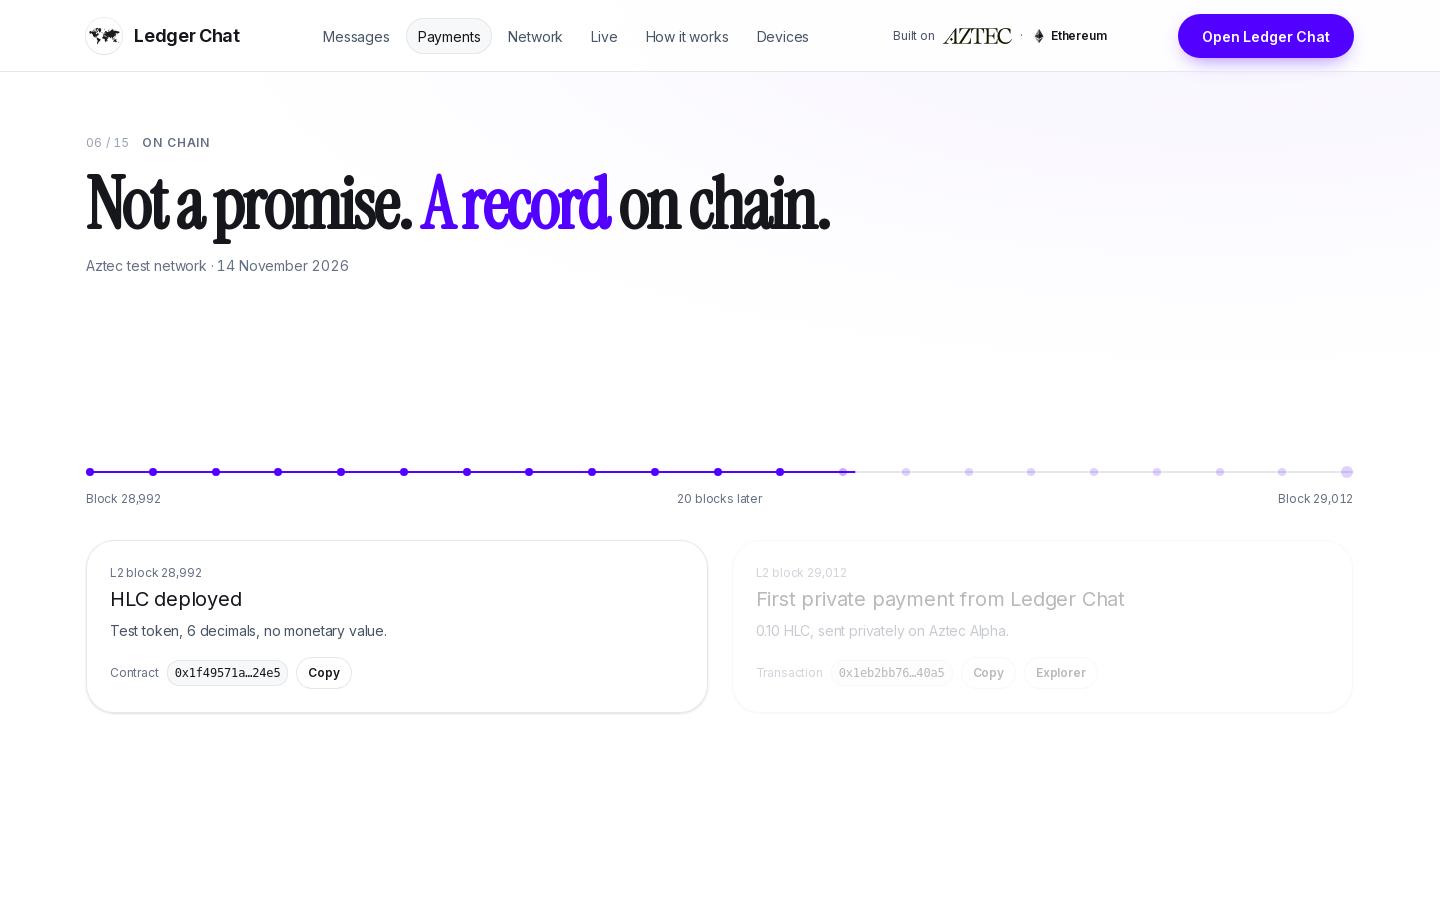 Ledger Chat
Messages
Payments
Network
Live
How it works
Devices
Built on AZTEC · Ethereum
Open Ledger Chat
06 / 15 ON CHAIN
Not a promise. A record on chain.
Aztec test network · 14 November 2026
Block 28,992
20 blocks later
Block 29,012
L2 block 28,992
HLC deployed
Test token, 6 decimals, no monetary value.
Contract 0x1f49571a…24e5 Copy
L2 block 29,012
First private payment from Ledger Chat
0.10 HLC, sent privately on Aztec Alpha.
Transaction 0x1eb2bb76…40a5 Copy Explorer